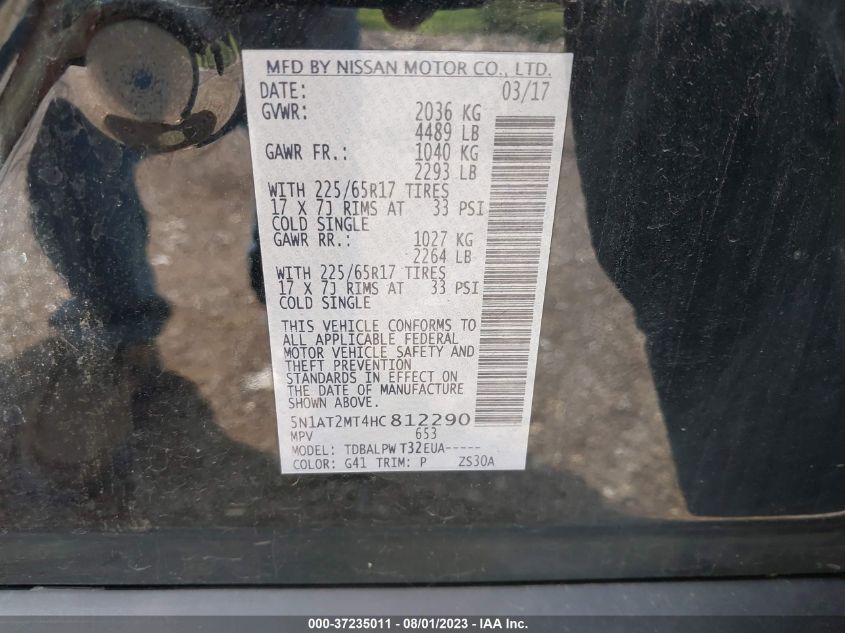 MFD BY NISSAN MOTOR CO., LTD.
DATE: 03/17
GVWR: 2036 KG
4489 LB
GAWR FR.: 1040 KG
2293 LB
WITH 225/65R17 TIRES
17 X 7J RIMS AT 33 PSI
COLD SINGLE
GAWR RR.: 1027 KG
2264 LB
WITH 225/65R17 TIRES
17 X 7J RIMS AT 33 PSI
COLD SINGLE
THIS VEHICLE CONFORMS TO
ALL APPLICABLE FEDERAL
MOTOR VEHICLE SAFETY AND
THEFT PREVENTION
STANDARDS IN EFFECT ON
THE DATE OF MANUFACTURE
SHOWN ABOVE.
5N1AT2MT4HC812290
MPV 653
MODEL: TDBALPW T32EUA-----
COLOR: G41 TRIM: P ZS30A
000-37235011 - 08/01/2023 - IAA Inc.